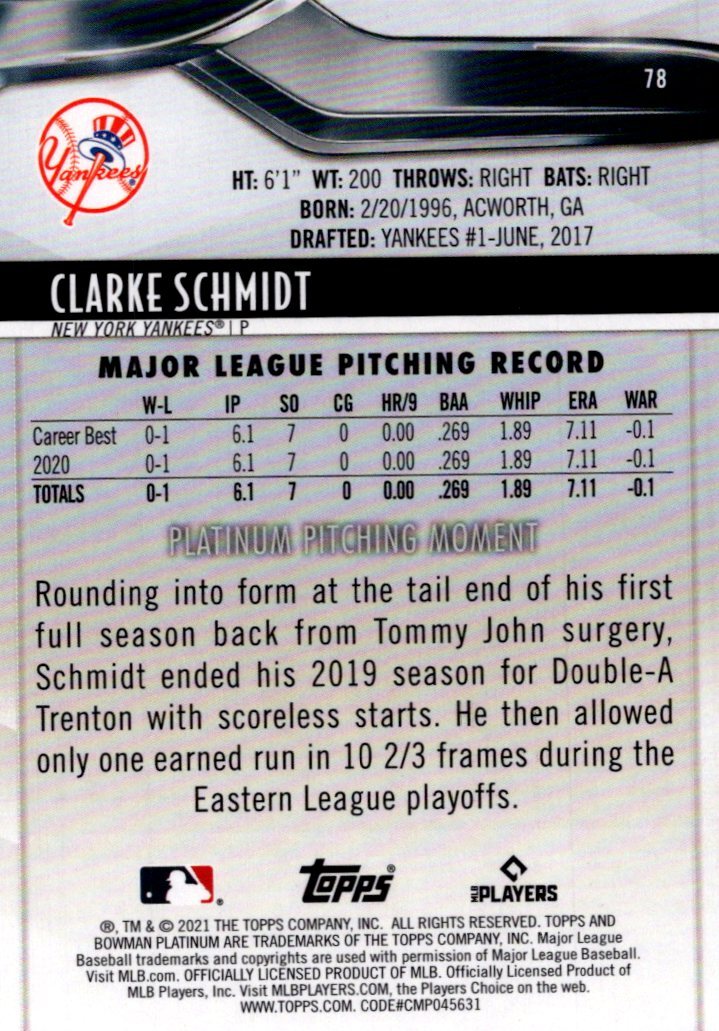 78
Yankees®
HT: 6'1" WT: 200 THROWS: RIGHT BATS: RIGHT
BORN: 2/20/1996, ACWORTH, GA
DRAFTED: YANKEES #1-JUNE, 2017
CLARKE SCHMIDT
NEW YORK YANKEES® | P
MAJOR LEAGUE PITCHING RECORD
W-L IP SO CG HR/9 BAA WHIP ERA WAR
Career Best 0-1 6.1 7 0 0.00 .269 1.89 7.11 -0.1
2020 0-1 6.1 7 0 0.00 .269 1.89 7.11 -0.1
TOTALS 0-1 6.1 7 0 0.00 .269 1.89 7.11 -0.1
PLATINUM PITCHING MOMENT
Rounding into form at the tail end of his first
full season back from Tommy John surgery,
Schmidt ended his 2019 season for Double-A
Trenton with scoreless starts. He then allowed
only one earned run in 10 2/3 frames during the
Eastern League playoffs.
® Topps® MLB PLAYERS
®, TM & © 2021 THE TOPPS COMPANY, INC. ALL RIGHTS RESERVED. TOPPS AND
BOWMAN PLATINUM ARE TRADEMARKS OF THE TOPPS COMPANY, INC. Major League
Baseball trademarks and copyrights are used with permission of Major League Baseball.
Visit MLB.com. OFFICIALLY LICENSED PRODUCT OF MLB. Officially Licensed Product of
MLB Players, Inc. Visit MLBPLAYERS.COM, the Players Choice on the web.
WWW.TOPPS.COM. CODE#CMP045631